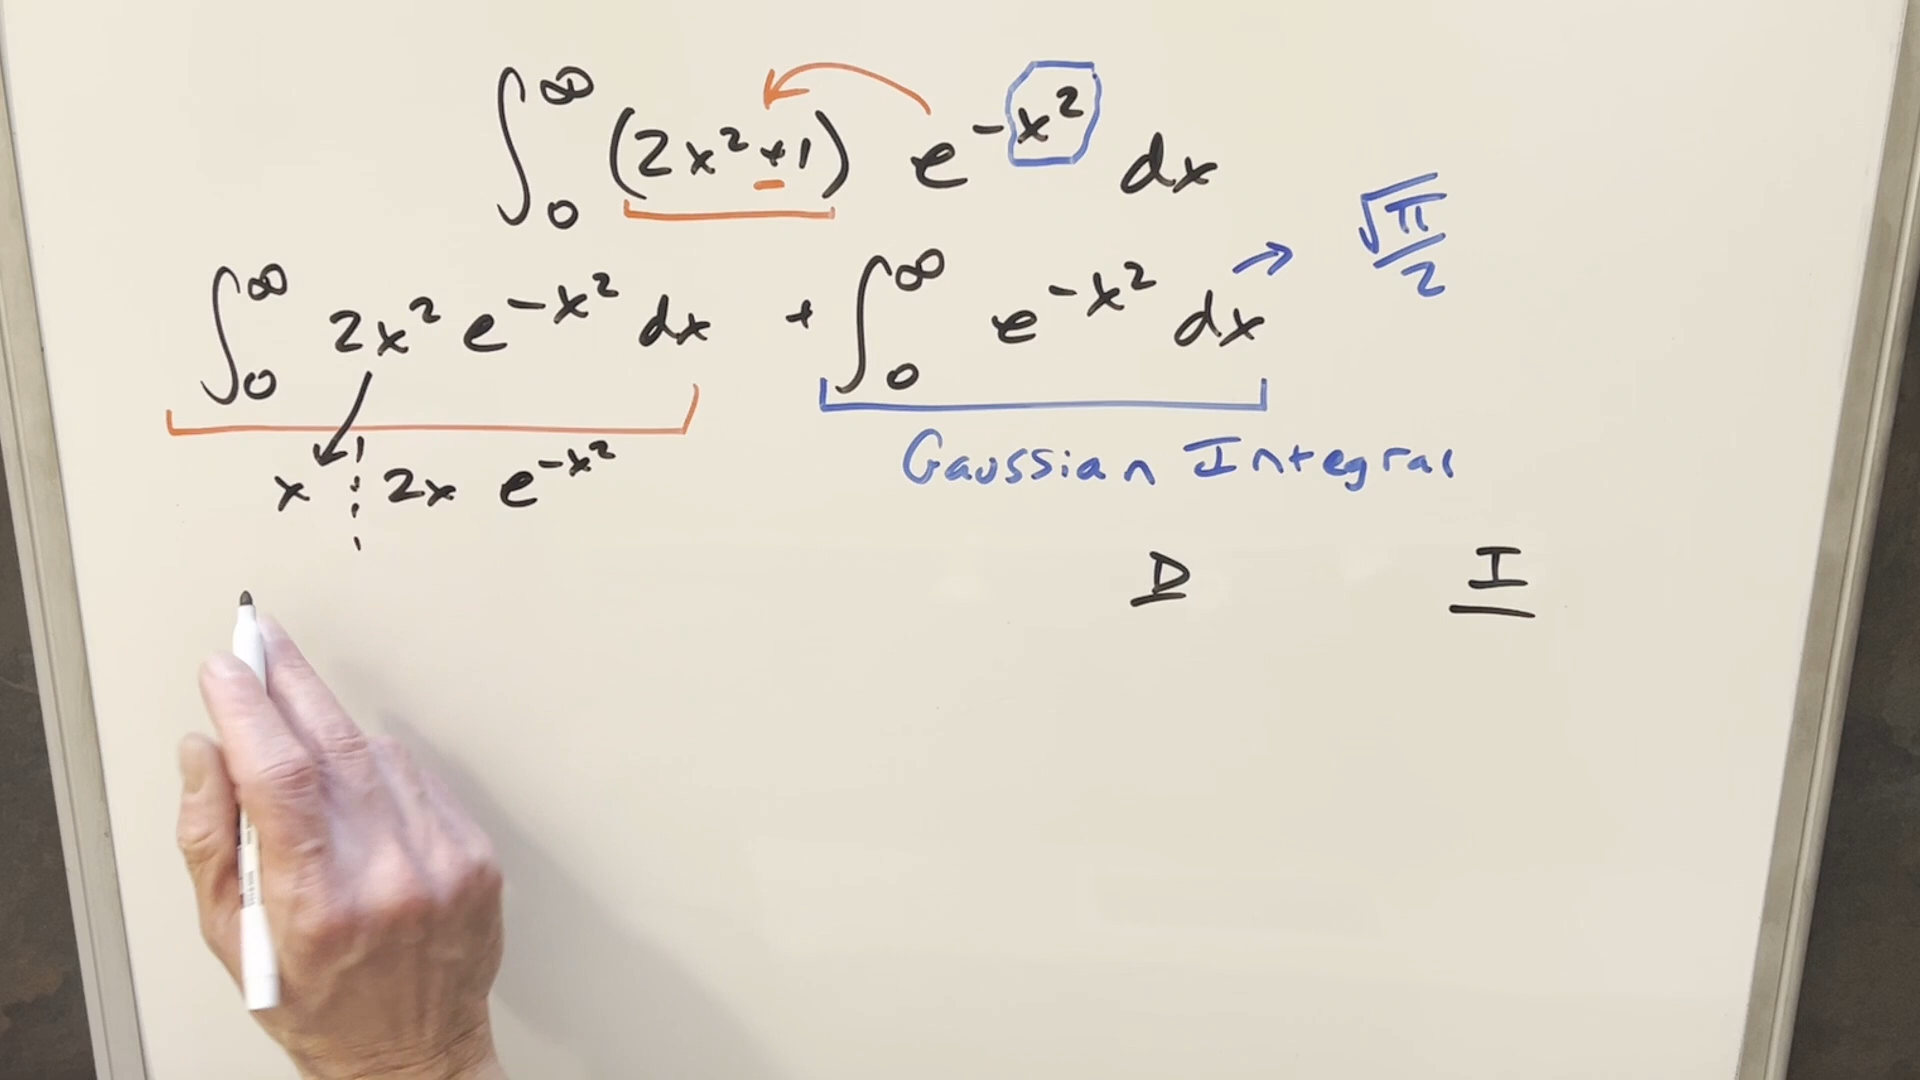 ∫₀^∞ (2x² + 1) e^{-x²} dx
∫₀^∞ 2x² e^{-x²} dx + ∫₀^∞ e^{-x²} dx → √π/2
x ¦ 2x e^{-x²}
Gaussian Integral
D I